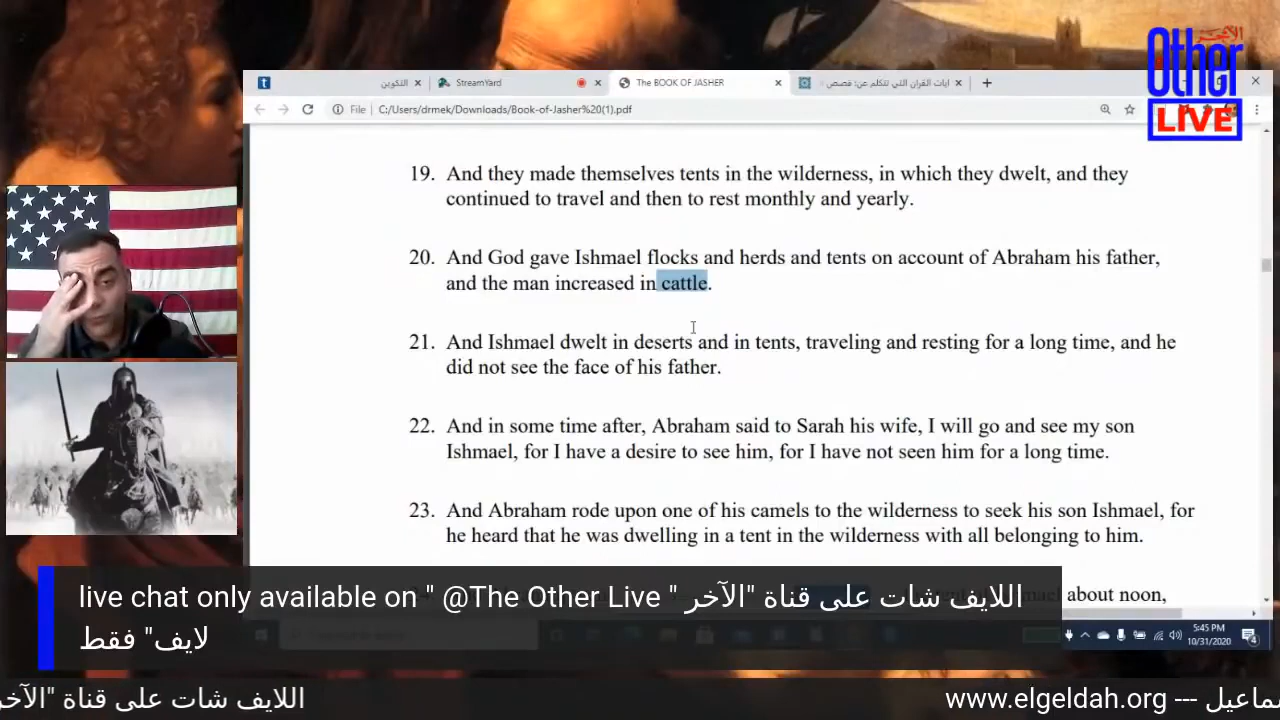 الآخر
Other
LIVE
التكوين
StreamYard
The BOOK OF JASHER
ايات القران التي تتكلم عن: قصص
File
C:/Users/drmek/Downloads/Book-of-Jasher%20(1).pdf
19. And they made themselves tents in the wilderness, in which they dwelt, and they
continued to travel and then to rest monthly and yearly.
20. And God gave Ishmael flocks and herds and tents on account of Abraham his father,
and the man increased in cattle.
21. And Ishmael dwelt in deserts and in tents, traveling and resting for a long time, and he
did not see the face of his father.
22. And in some time after, Abraham said to Sarah his wife, I will go and see my son
Ishmael, for I have a desire to see him, for I have not seen him for a long time.
23. And Abraham rode upon one of his camels to the wilderness to seek his son Ishmael, for
he heard that he was dwelling in a tent in the wilderness with all belonging to him.
about noon,
live chat only available on " @The Other Live " اللايف شات على قناة "الآخر
لايف" فقط
5:45 PM
10/31/2020
اللايف شات على قناة "الآخر
www.elgeldah.org ---